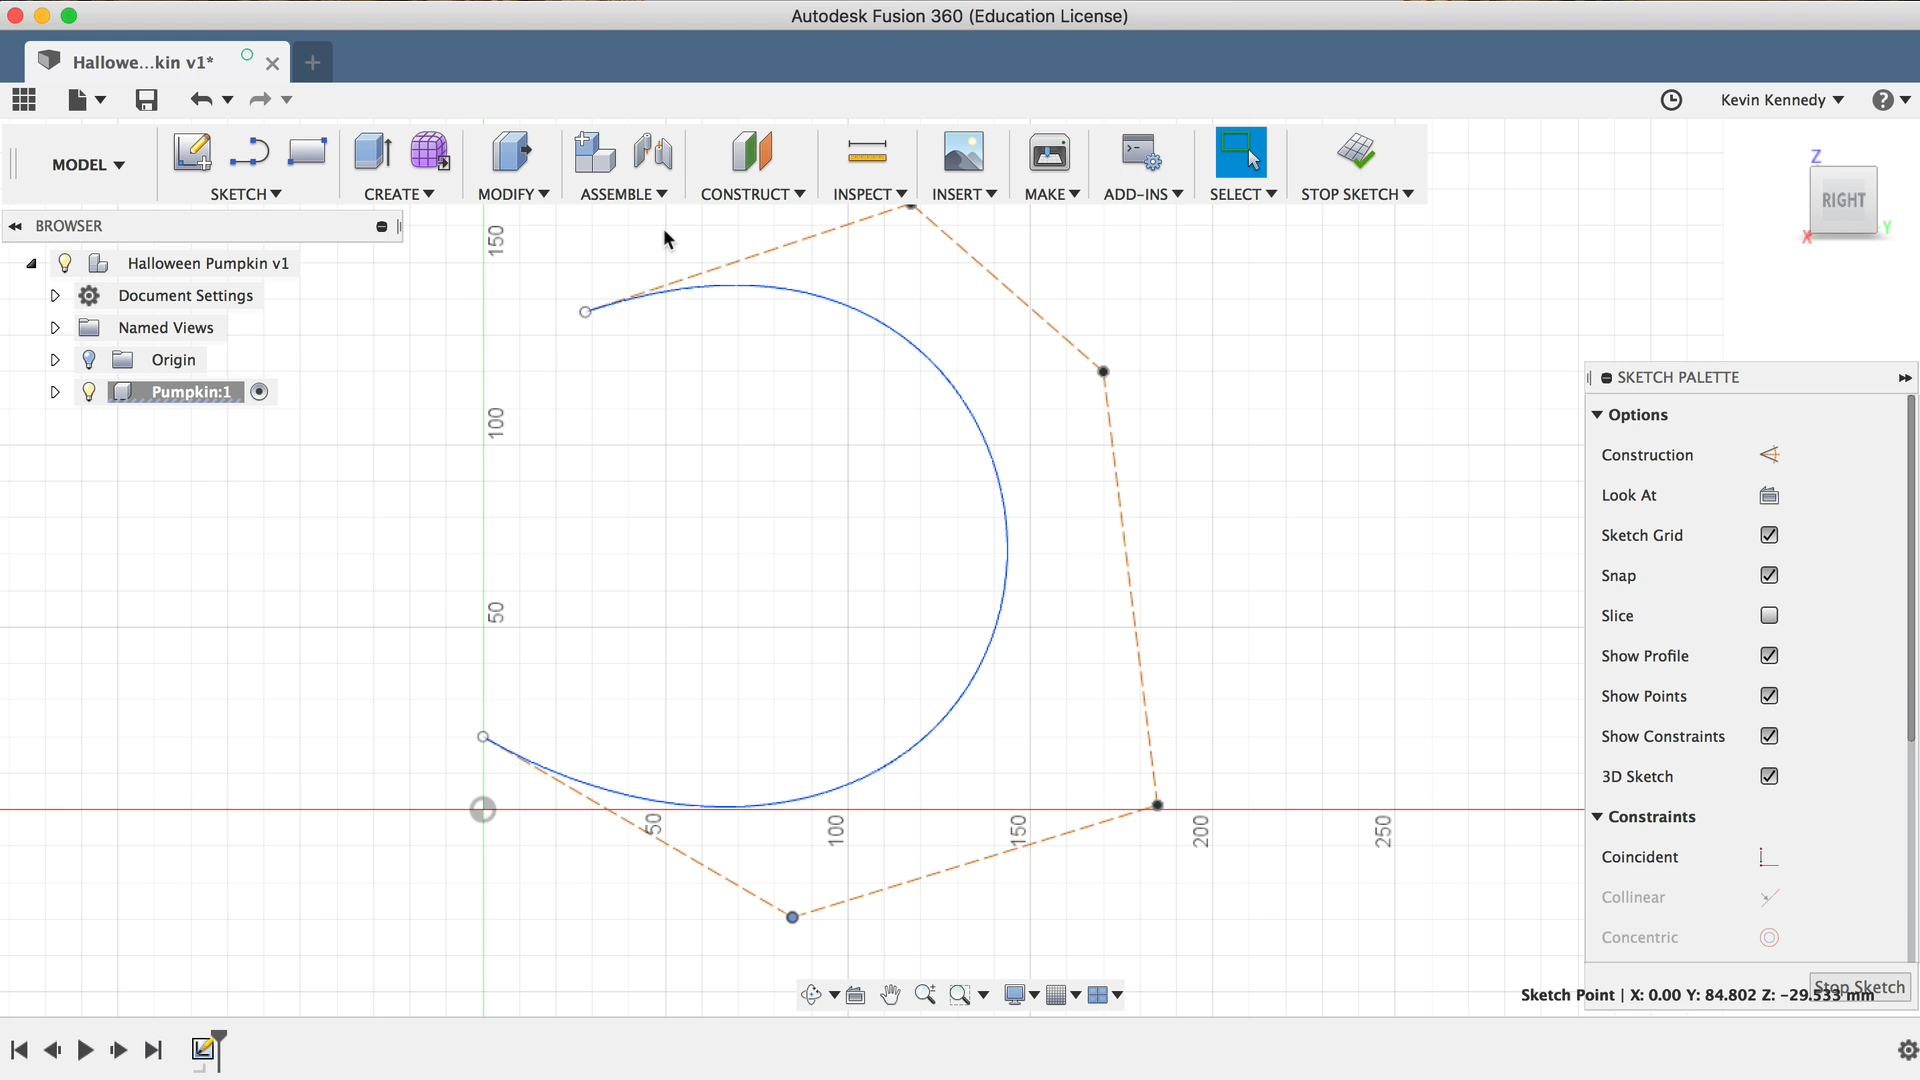 Autodesk Fusion 360 (Education License)
Hallowe...kin v1*
Kevin Kennedy
MODEL
SKETCH
CREATE
MODIFY
ASSEMBLE
CONSTRUCT
INSPECT
INSERT
MAKE
ADD-INS
SELECT
STOP SKETCH
Z
RIGHT
X
Y
BROWSER
Halloween Pumpkin v1
Document Settings
Named Views
Origin
Pumpkin:1
150
100
50
50
100
150
200
250
SKETCH PALETTE
Options
Construction
Look At
Sketch Grid
Snap
Slice
Show Profile
Show Points
Show Constraints
3D Sketch
Constraints
Coincident
Collinear
Concentric
Stop Sketch
Sketch Point | X: 0.00 Y: 84.802 Z: -29.533 mm